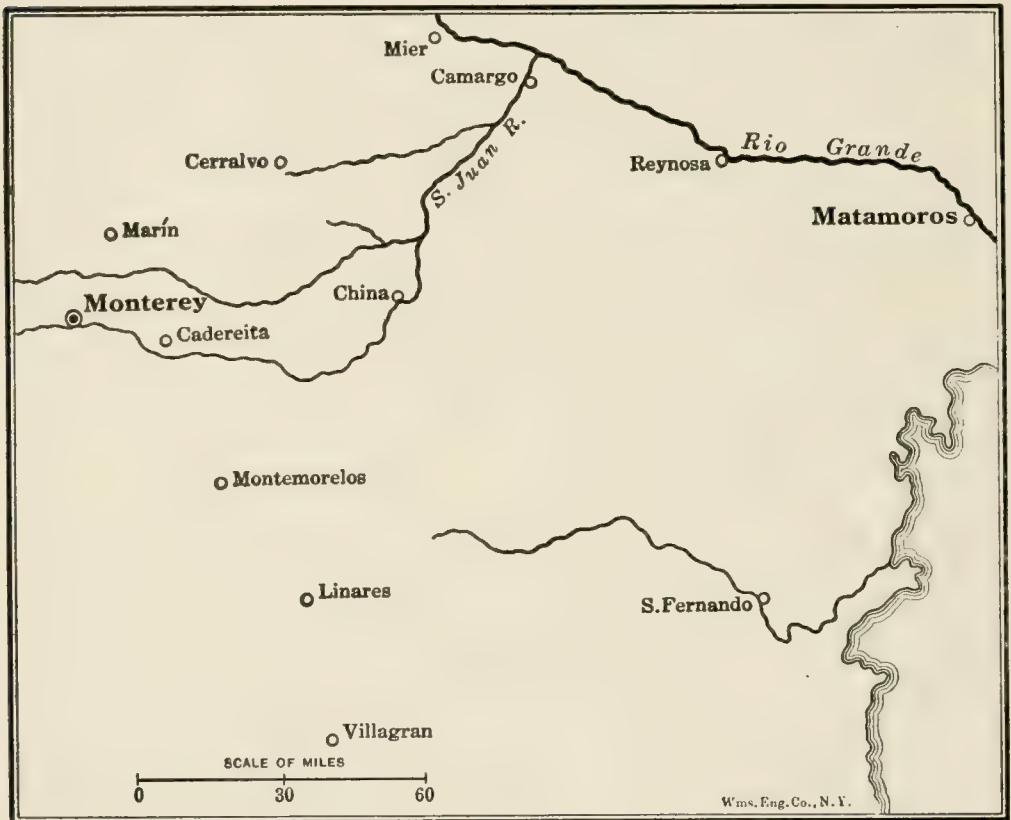 Mier
Camargo
S. Juan R.
Cerralvo
Reynosa
Rio Grande
Matamoros
Marín
China
Monterey
Cadereita
Montemorelos
Linares
S. Fernando
Villagran
SCALE OF MILES
0 30 60
Wms. Eng. Co., N.Y.